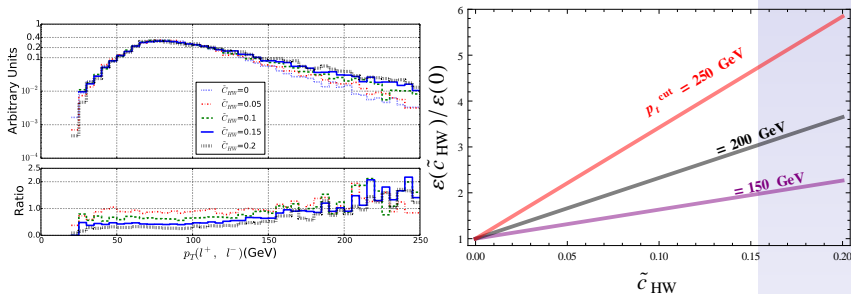 1
0.4
0.2
0.1
10⁻²
10⁻⁴
Arbitrary Units
c̃HW=0
c̃HW=0.05
c̃HW=0.1
c̃HW=0.15
c̃HW=0.2
2.5
2.0
1.5
1.0
0.5
0.0
Ratio
0 50 100 150 200 250
pT(l⁺, l⁻)(GeV)
6
5
4
3
2
1
ε(c̃HW)/ε(0)
pt^cut = 250 GeV
= 200 GeV
= 150 GeV
0.00 0.05 0.10 0.15 0.20
c̃HW